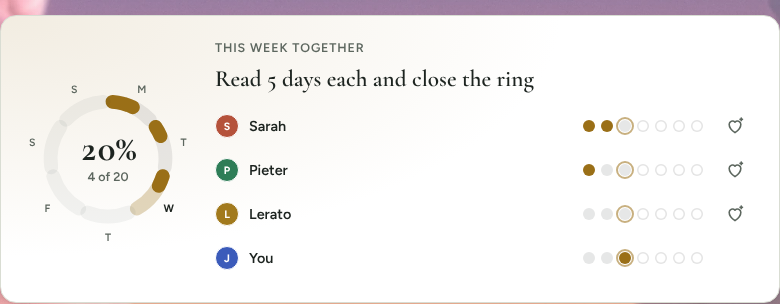 THIS WEEK TOGETHER
Read 5 days each and close the ring
S
M
S
T
20%
4 of 20
F
W
T
S
Sarah
P
Pieter
L
Lerato
J
You